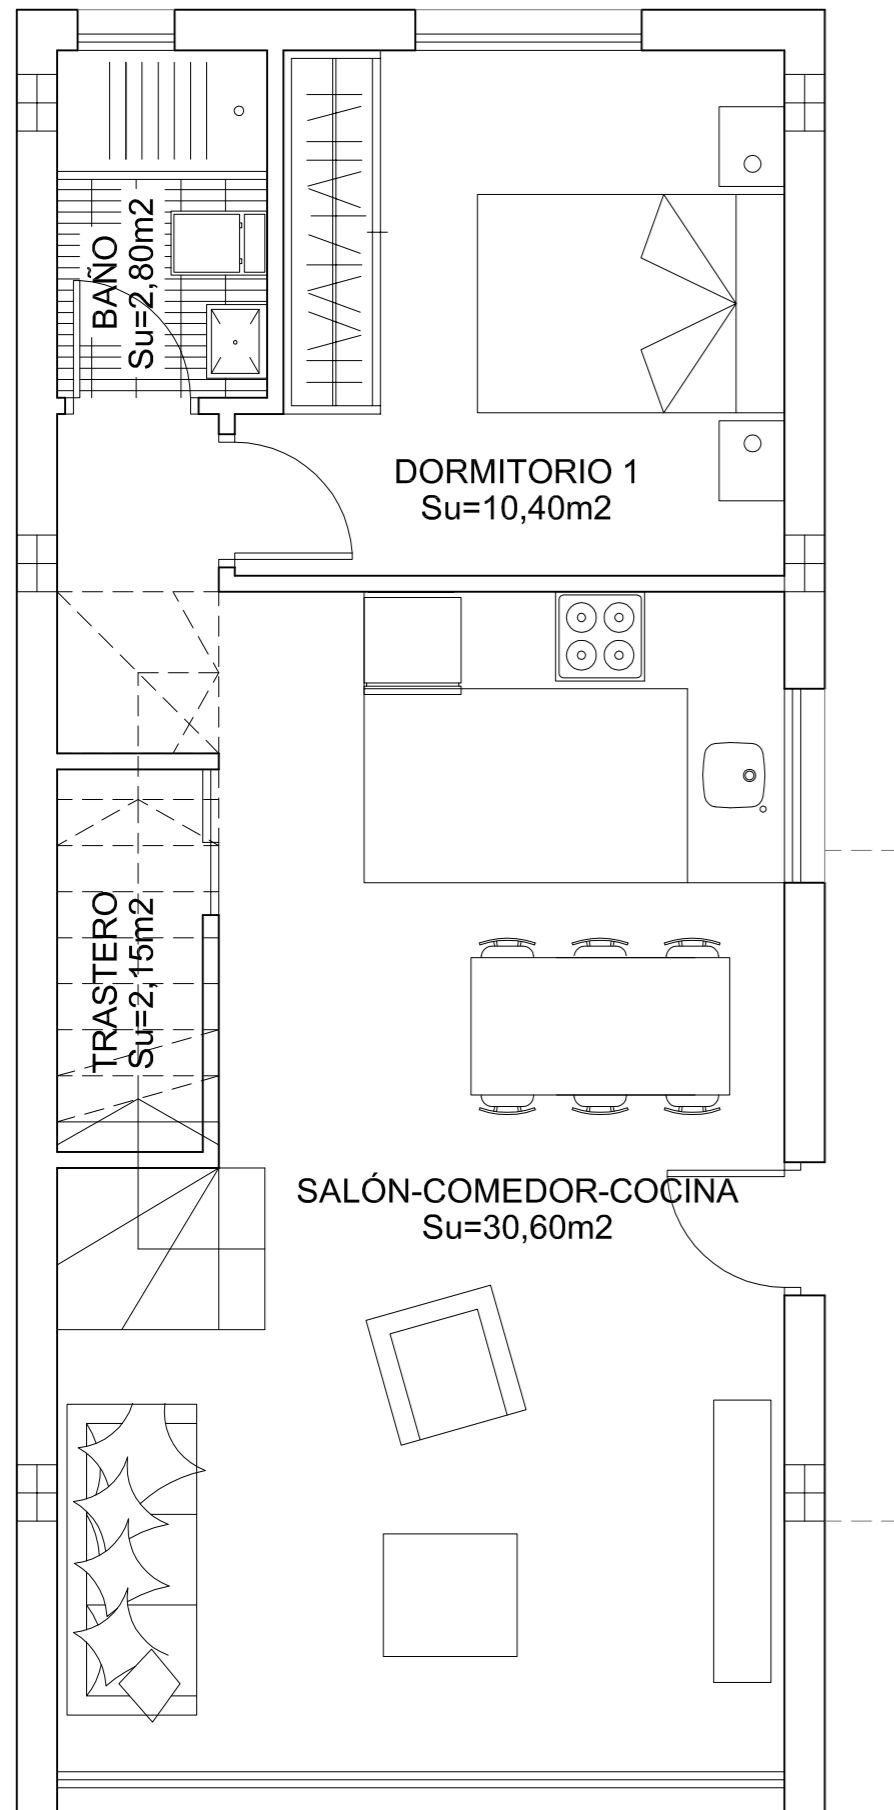 BAÑO
Su=2,80m2
DORMITORIO 1
Su=10,40m2
TRASTERO
Su=2,15m2
SALÓN-COMEDOR-COCINA
Su=30,60m2